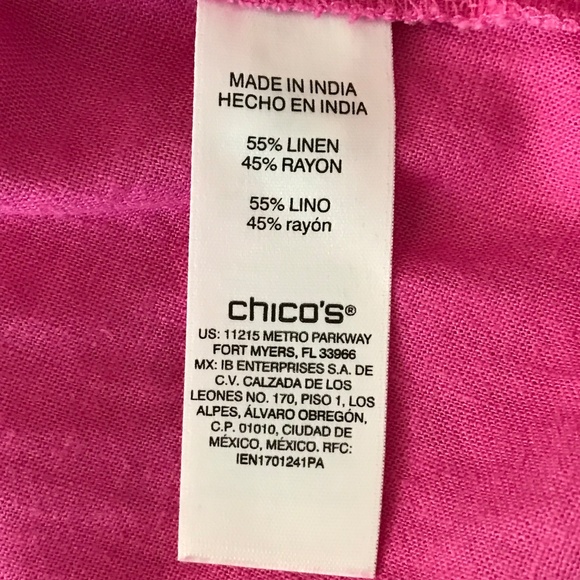 MADE IN INDIA
HECHO EN INDIA
55% LINEN
45% RAYON
55% LINO
45% rayón
chico's®
US: 11215 METRO PARKWAY
FORT MYERS, FL 33966
MX: IB ENTERPRISES S.A. DE
C.V. CALZADA DE LOS
LEONES NO. 170, PISO 1, LOS
ALPES, ÁLVARO OBREGÓN,
C.P. 01010, CIUDAD DE
MÉXICO, MÉXICO. RFC:
IEN1701241PA